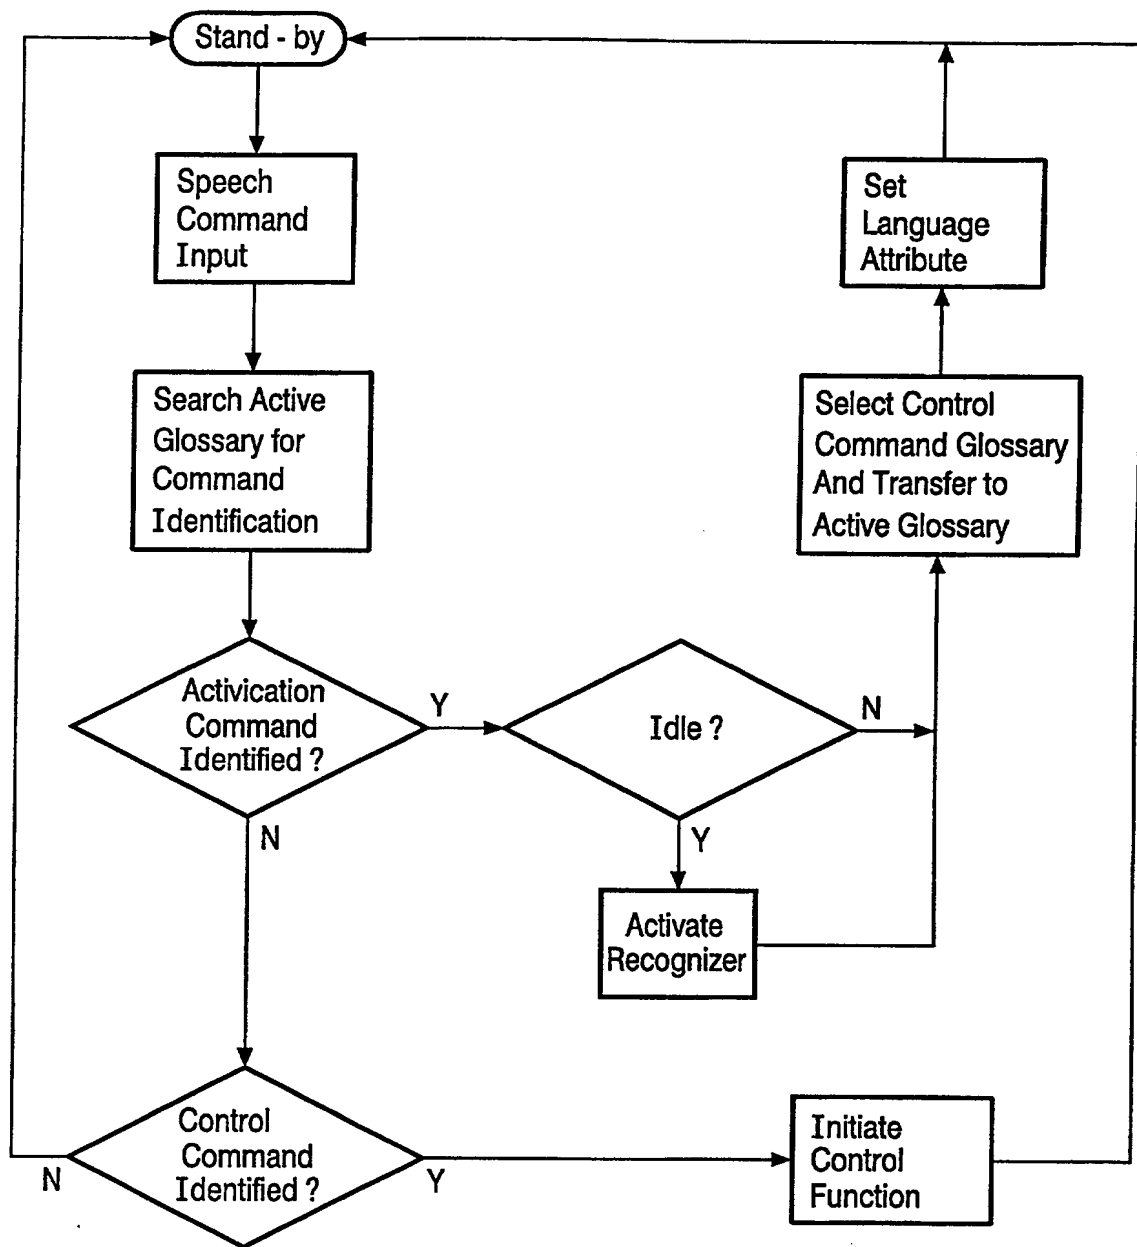 Stand - by
Speech
Command
Input
Set
Language
Attribute
Search Active
Glossary for
Command
Identification
Select Control
Command Glossary
And Transfer to
Active Glossary
Activication
Command
Identified ?
Y
N
Idle ?
N
Y
Activate
Recognizer
Control
Command
Identified ?
N
Y
Initiate
Control
Function